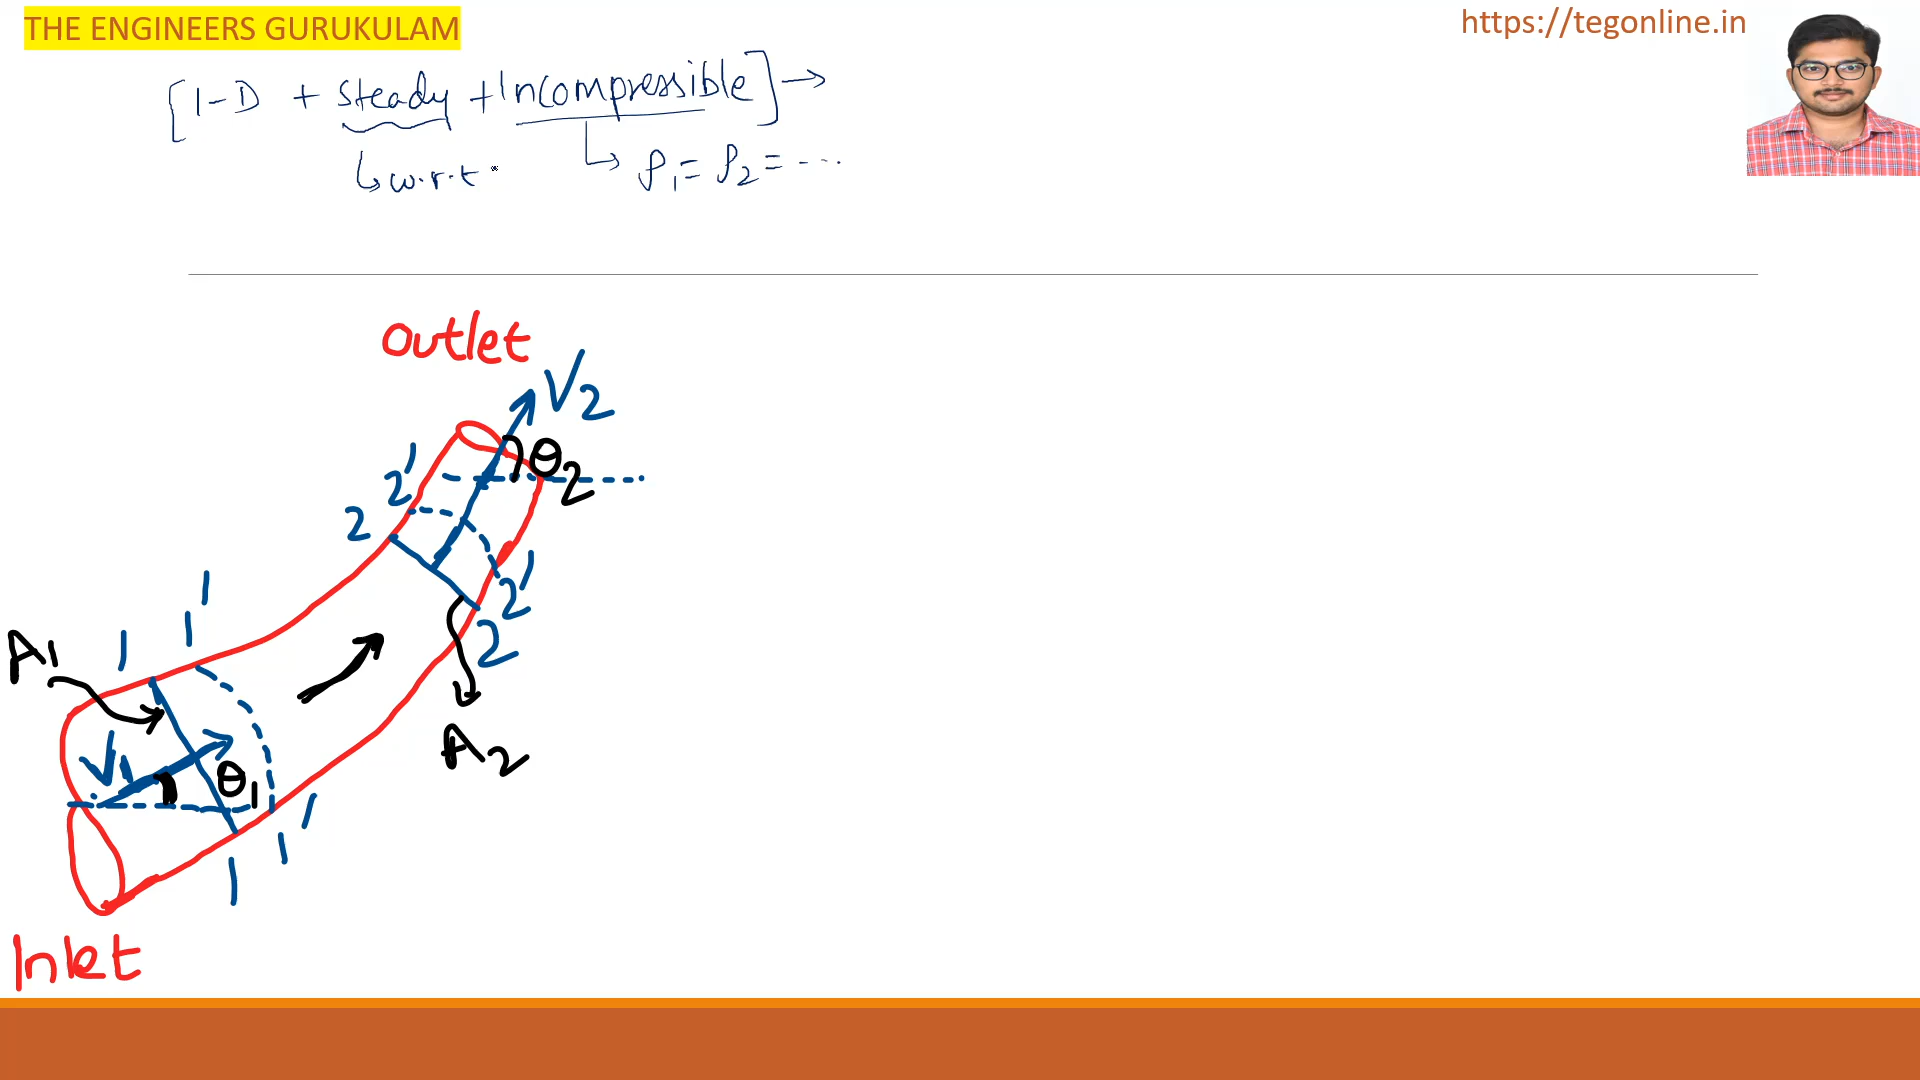 THE ENGINEERS GURUKULAM
https://tegonline.in
[1-D + Steady + Incompressible] →
↳ w.r.t
↳ ρ1 = ρ2 = ...
Outlet
V2
θ2
2'
2
2'
2
1'
1
A1
A2
V1
θ1
1'
1
Inlet